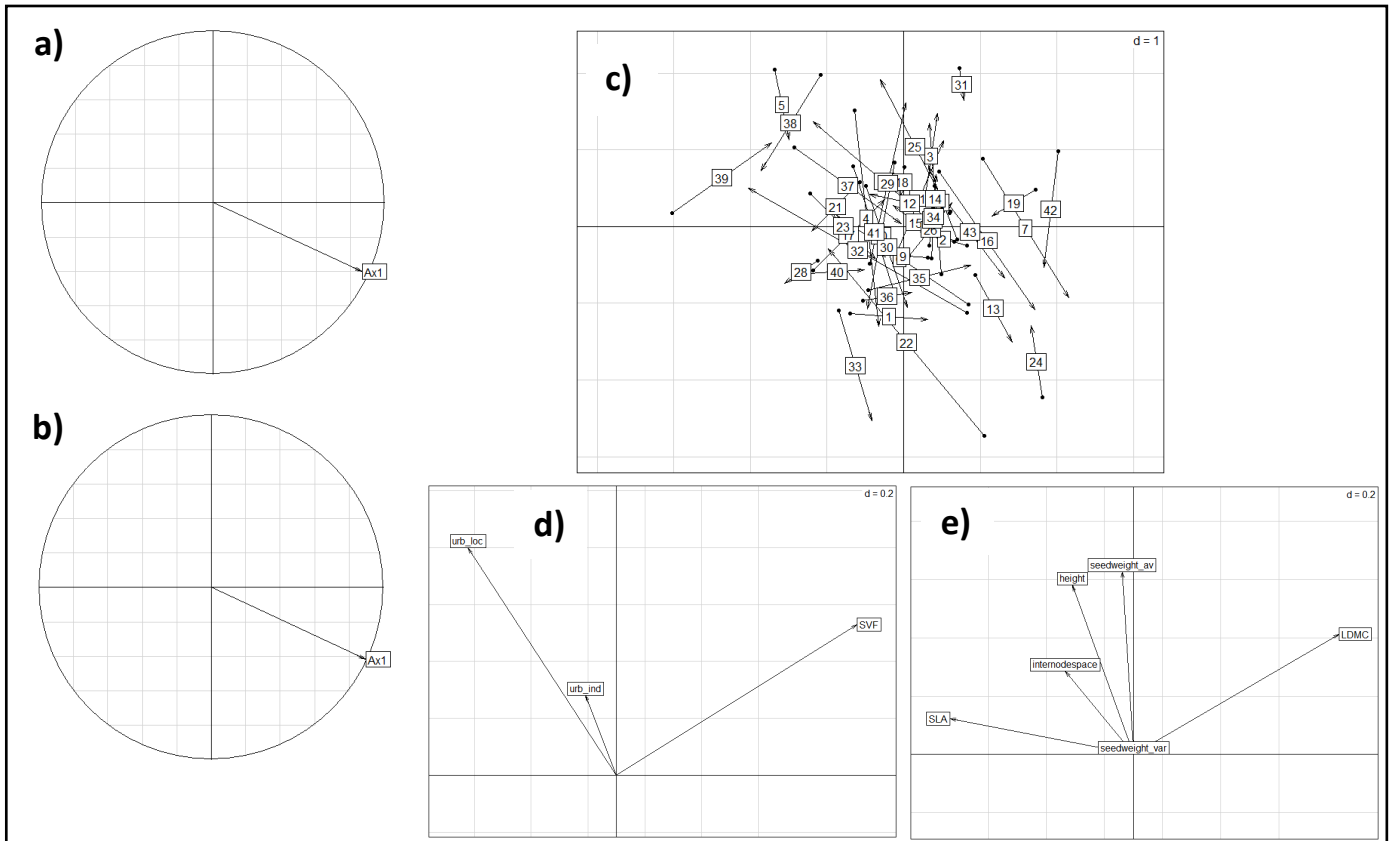 a)
Ax1
b)
Ax1
c)
d = 1
31
5
38
25
3
39
37
29
18
14
12
19
21
42
4
34
23
15
7
41
43
26
2
16
32
30
9
28
40
35
36
13
1
22
33
24
d)
d = 0.2
urb_loc
SVF
urb_ind
e)
d = 0.2
seedweight_av
height
LDMC
internodespace
SLA
seedweight_var